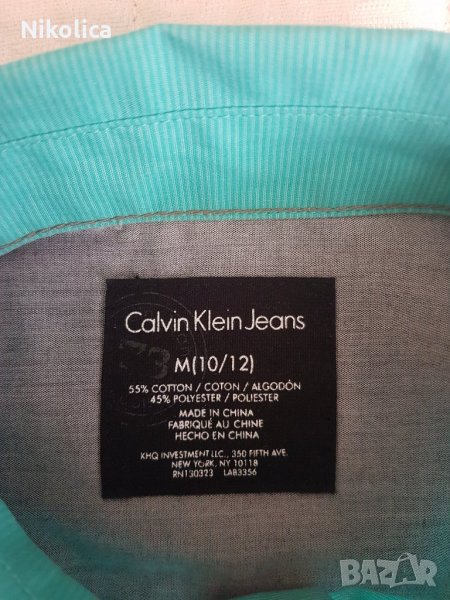 Nikolica
Calvin Klein Jeans
M(10/12)
55% COTTON / COTON / ALGODÓN
45% POLYESTER / POLIESTER
MADE IN CHINA
FABRIQUÉ AU CHINE
HECHO EN CHINA
KHQ INVESTMENT LLC., 350 FIFTH AVE.
NEW YORK, NY 10118
RN130323 LAB3356
BAZAR